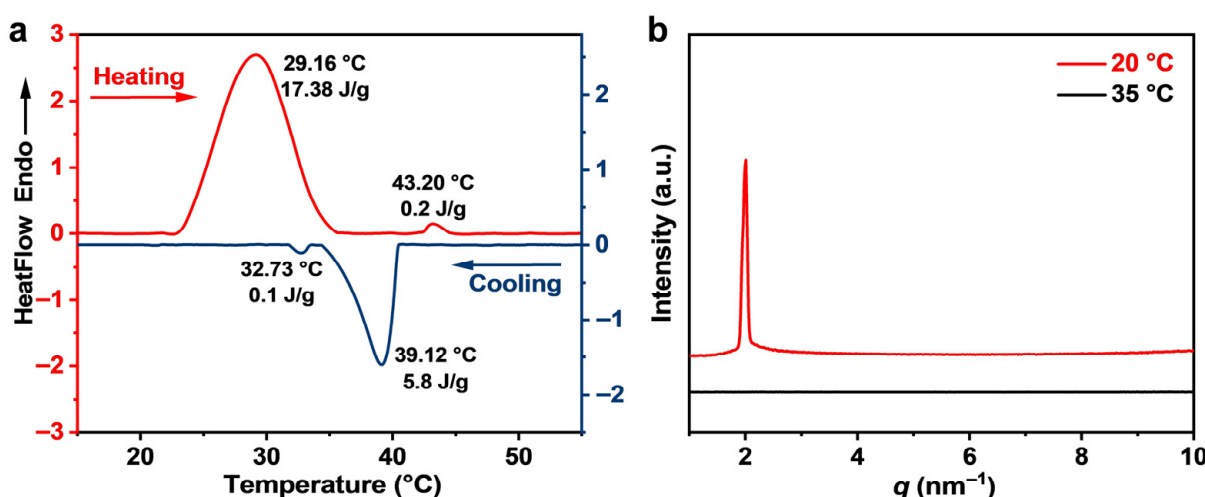 a
HeatFlow Endo
3
2
1
0
−1
−2
−3
Heating
29.16 °C
17.38 J/g
43.20 °C
0.2 J/g
32.73 °C
0.1 J/g
39.12 °C
5.8 J/g
Cooling
2
1
0
−1
−2
20 30 40 50
Temperature (°C)
b
Intensity (a.u.)
20 °C
35 °C
2 4 6 8 10
q (nm⁻¹)